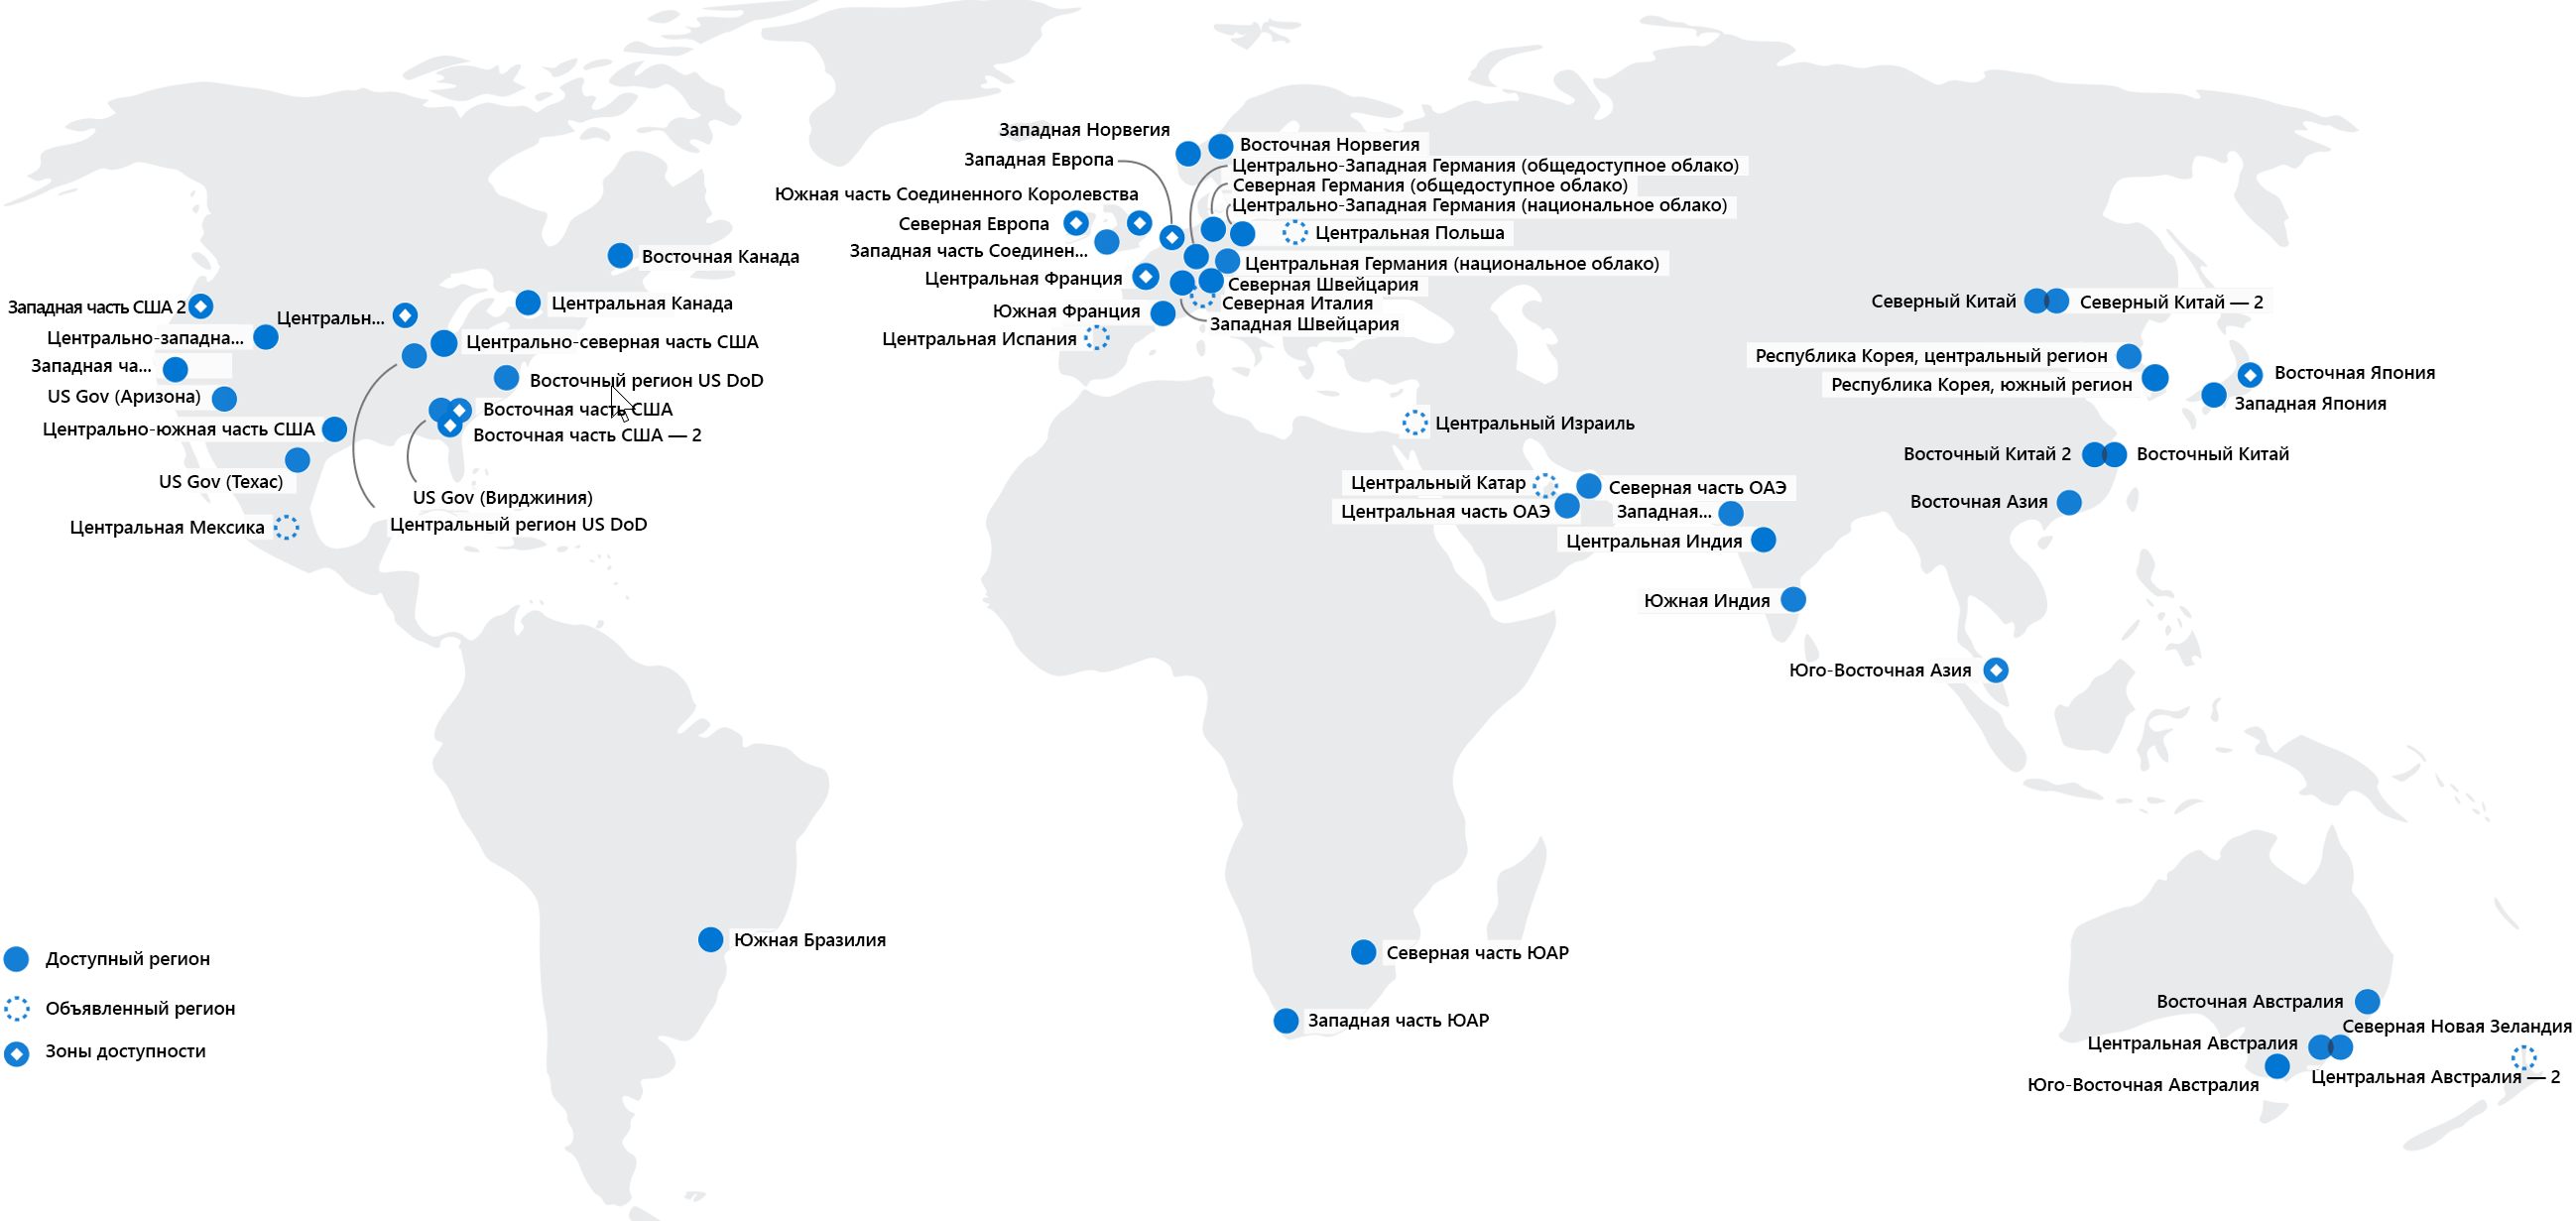 Западная Норвегия
Восточная Норвегия
Западная Европа
Центрально-Западная Германия (общедоступное облако)
Северная Германия (общедоступное облако)
Южная часть Соединенного Королевства
Центрально-Западная Германия (национальное облако)
Северная Европа
Центральная Польша
Западная часть Соединен...
Центральная Германия (национальное облако)
Центральная Франция
Северная Швейцария
Северная Италия
Южная Франция
Западная Швейцария
Центральная Испания
Восточная Канада
Центральная Канада
Западная часть США 2
Центральн...
Центрально-западна...
Центрально-северная часть США
Западная ча...
Восточный регион US DoD
US Gov (Аризона)
Восточная часть США
Центрально-южная часть США
Восточная часть США — 2
US Gov (Техас)
US Gov (Вирджиния)
Центральная Мексика
Центральный регион US DoD
Северный Китай
Северный Китай — 2
Республика Корея, центральный регион
Восточная Япония
Республика Корея, южный регион
Западная Япония
Центральный Израиль
Восточный Китай 2
Восточный Китай
Центральный Катар
Северная часть ОАЭ
Центральная часть ОАЭ
Западная...
Восточная Азия
Центральная Индия
Южная Индия
Юго-Восточная Азия
Южная Бразилия
Северная часть ЮАР
Западная часть ЮАР
Восточная Австралия
Северная Новая Зеландия
Центральная Австралия
Центральная Австралия — 2
Юго-Восточная Австралия
Доступный регион
Объявленный регион
Зоны доступности